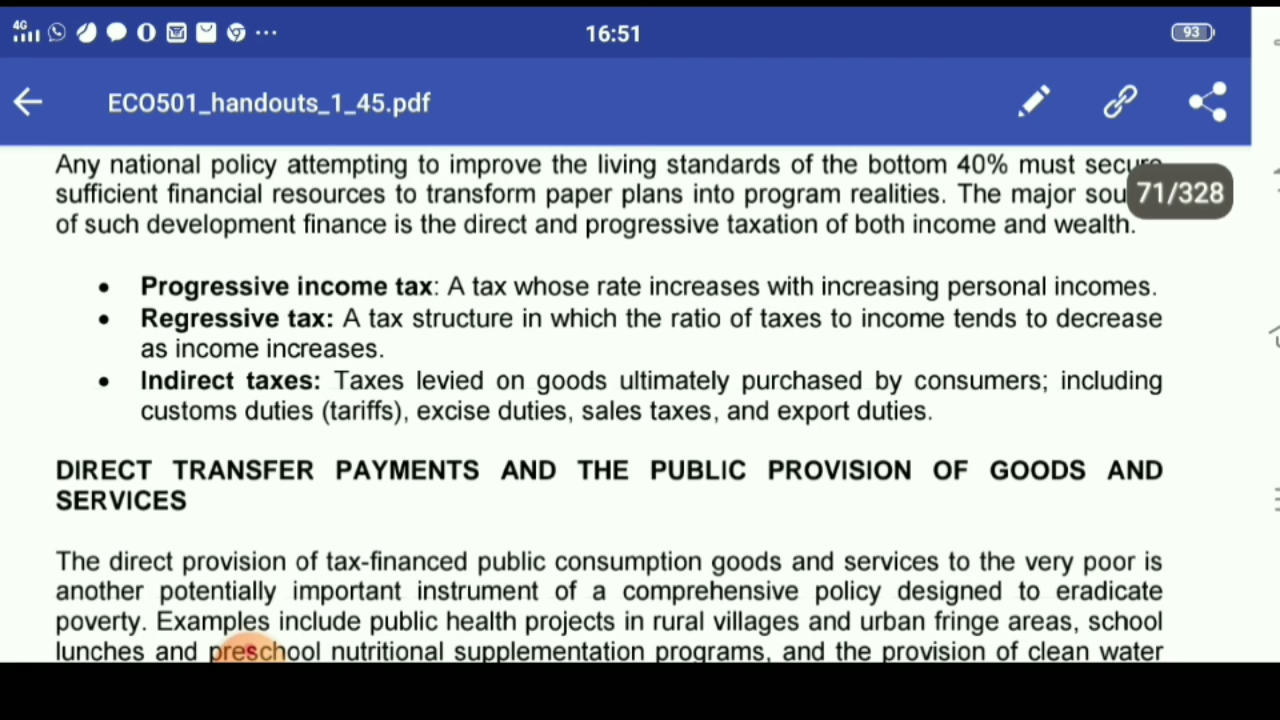 4G 16:51 93
ECO501_handouts_1_45.pdf
Any national policy attempting to improve the living standards of the bottom 40% must secure
sufficient financial resources to transform paper plans into program realities. The major sou 71/328
of such development finance is the direct and progressive taxation of both income and wealth.
• Progressive income tax: A tax whose rate increases with increasing personal incomes.
• Regressive tax: A tax structure in which the ratio of taxes to income tends to decrease
as income increases.
• Indirect taxes: Taxes levied on goods ultimately purchased by consumers; including
customs duties (tariffs), excise duties, sales taxes, and export duties.
DIRECT TRANSFER PAYMENTS AND THE PUBLIC PROVISION OF GOODS AND
SERVICES
The direct provision of tax-financed public consumption goods and services to the very poor is
another potentially important instrument of a comprehensive policy designed to eradicate
poverty. Examples include public health projects in rural villages and urban fringe areas, school
lunches and preschool nutritional supplementation programs, and the provision of clean water